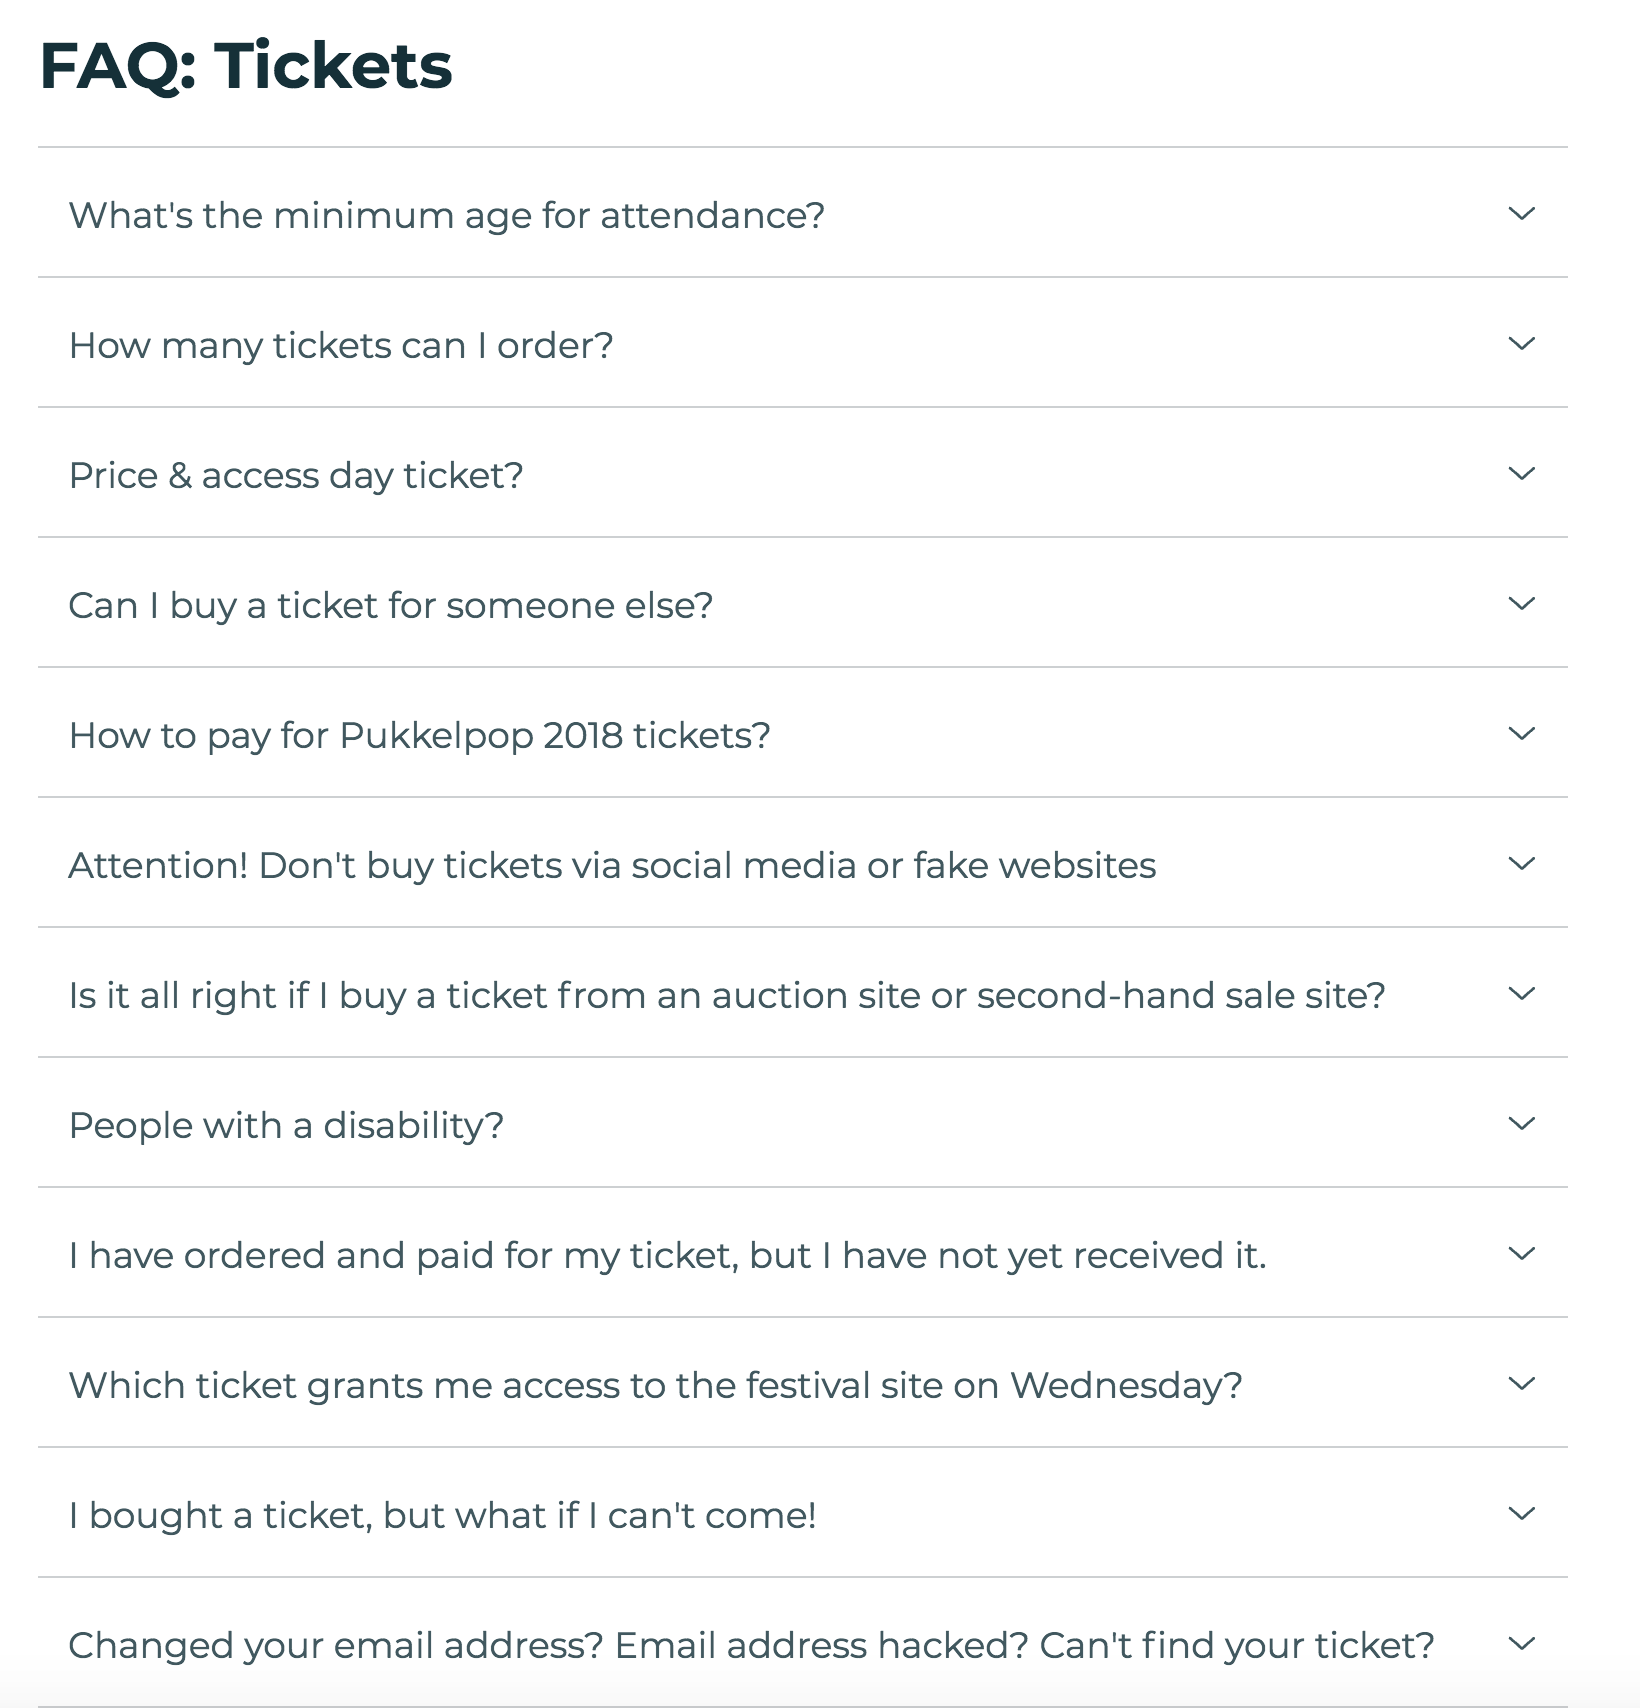 FAQ: Tickets
What's the minimum age for attendance?
How many tickets can I order?
Price & access day ticket?
Can I buy a ticket for someone else?
How to pay for Pukkelpop 2018 tickets?
Attention! Don't buy tickets via social media or fake websites
Is it all right if I buy a ticket from an auction site or second-hand sale site?
People with a disability?
I have ordered and paid for my ticket, but I have not yet received it.
Which ticket grants me access to the festival site on Wednesday?
I bought a ticket, but what if I can't come!
Changed your email address? Email address hacked? Can't find your ticket?